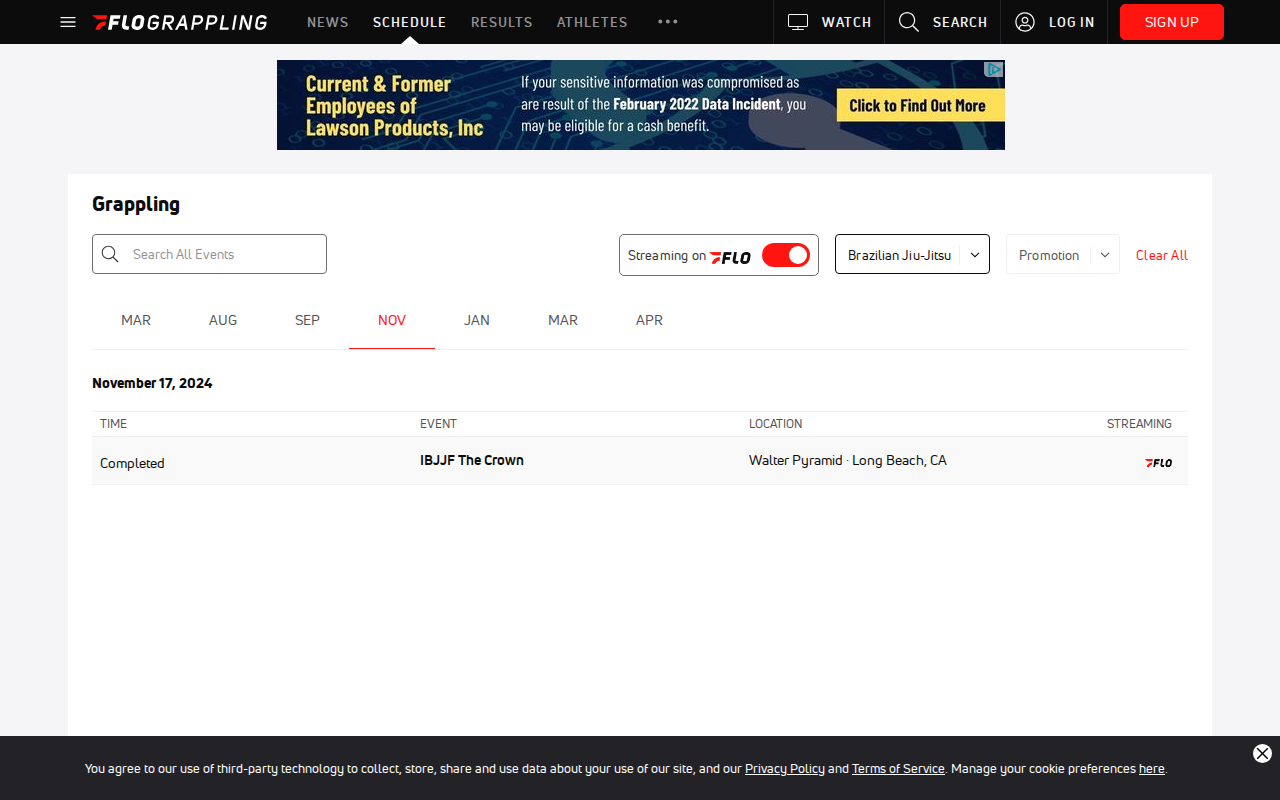 FLOGRAPPLING NEWS SCHEDULE RESULTS ATHLETES WATCH SEARCH LOG IN SIGN UP
Current & Former
Employees of
Lawson Products, Inc
If your sensitive information was compromised as
are result of the February 2022 Data Incident, you
may be eligible for a cash benefit.
Click to Find Out More
Grappling
Search All Events Streaming on FLO Brazilian Jiu-Jitsu Promotion Clear All
MAR AUG SEP NOV JAN MAR APR
November 17, 2024
TIME EVENT LOCATION STREAMING
Completed IBJJF The Crown Walter Pyramid · Long Beach, CA FLO
You agree to our use of third-party technology to collect, store, share and use data about your use of our site, and our Privacy Policy and Terms of Service. Manage your cookie preferences here.